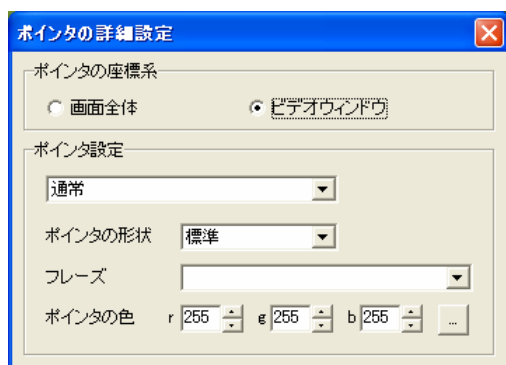 ポインタの詳細設定
ポインタの座標系
画面全体 ビデオウィンドウ
ポインタ設定
通常
ポインタの形状 標準
フレーズ
ポインタの色 r 255 g 255 b 255 ...